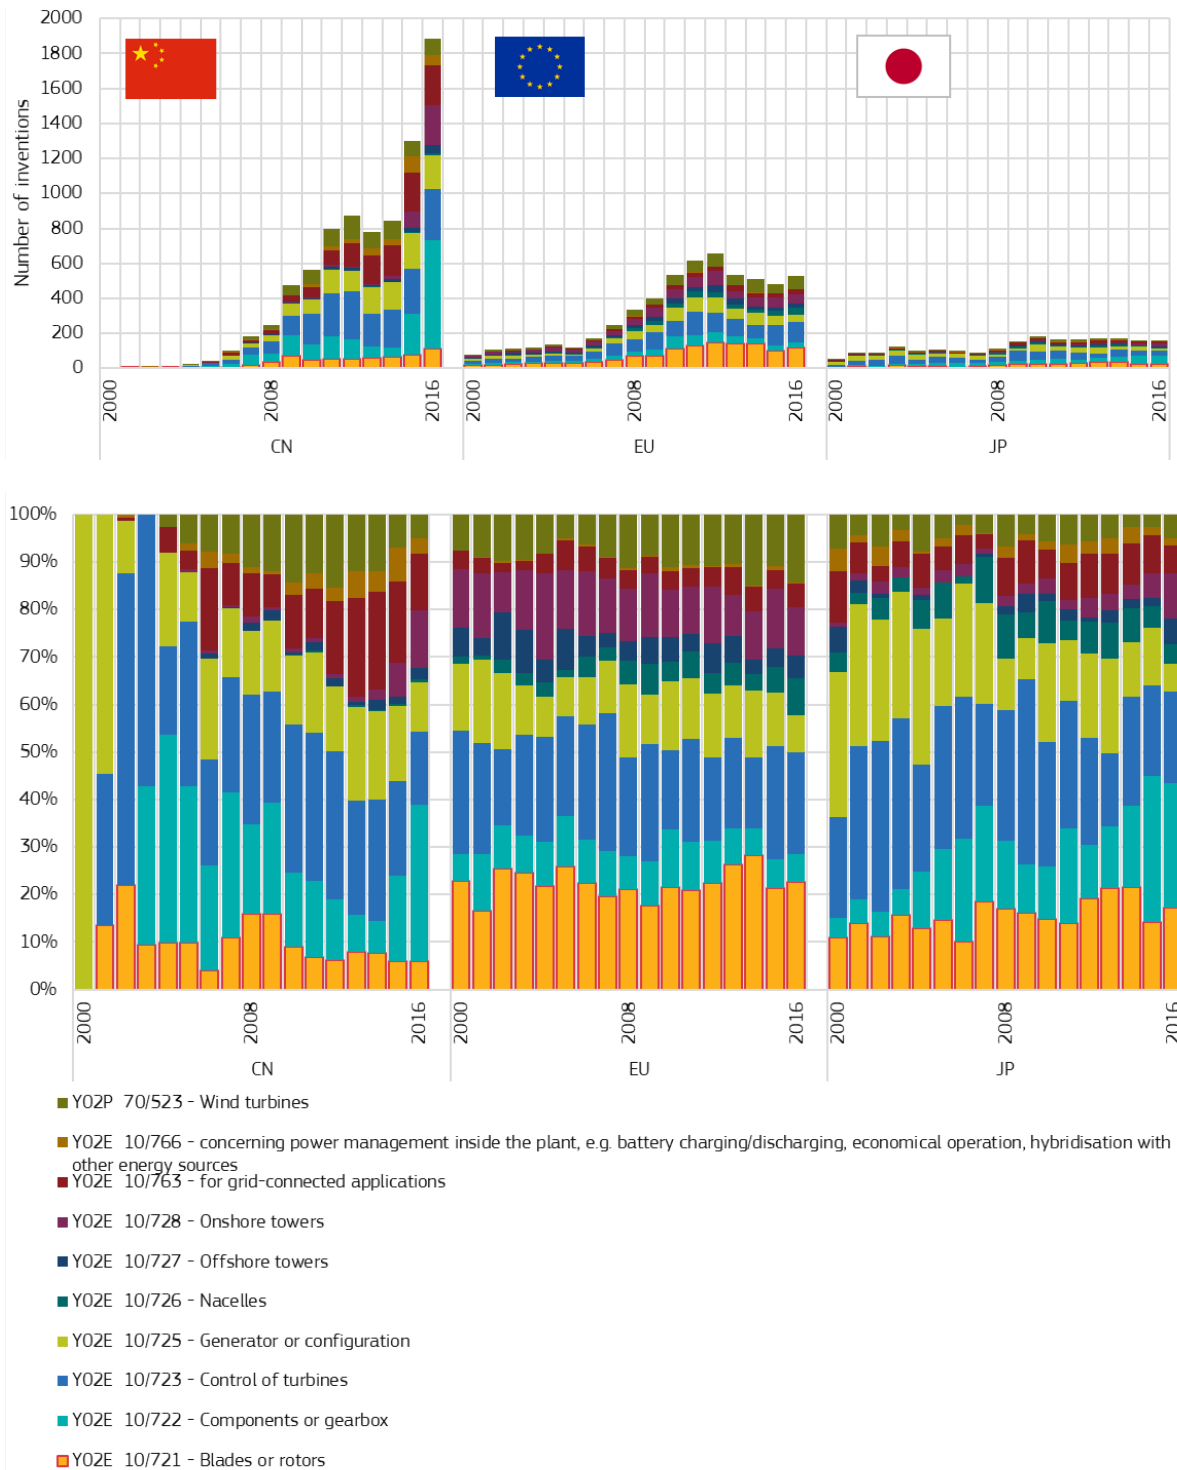 2000
1800
1600
1400
1200
1000
800
600
400
200
0
Number of inventions
2000
2008
2016
2000
2008
2016
2000
2008
2016
CN
EU
JP
100%
90%
80%
70%
60%
50%
40%
30%
20%
10%
0%
2000
2008
2016
2000
2008
2016
2000
2008
2016
CN
EU
JP
Y02P 70/523 - Wind turbines
Y02E 10/766 - concerning power management inside the plant, e.g. battery charging/discharging, economical operation, hybridisation with
other energy sources
Y02E 10/763 - for grid-connected applications
Y02E 10/728 - Onshore towers
Y02E 10/727 - Offshore towers
Y02E 10/726 - Nacelles
Y02E 10/725 - Generator or configuration
Y02E 10/723 - Control of turbines
Y02E 10/722 - Components or gearbox
Y02E 10/721 - Blades or rotors